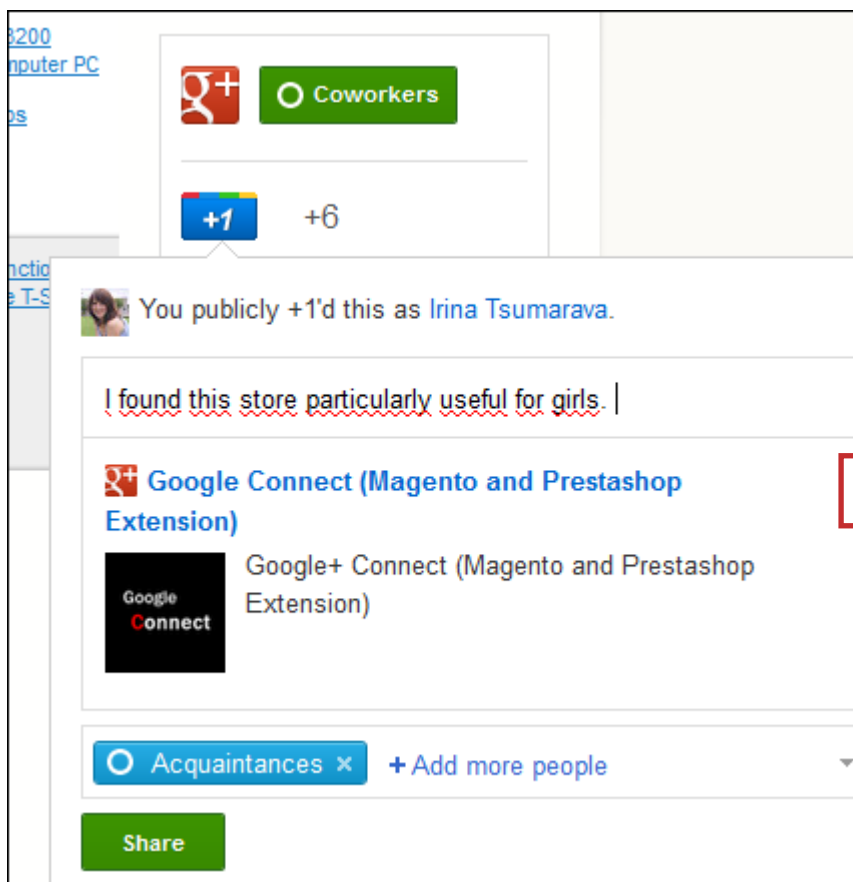 3200
mputer PC
os
g+ Coworkers
+1 +6
nctio
e T-S
You publicly +1'd this as Irina Tsumarava.
I found this store particularly useful for girls.
g+ Google Connect (Magento and Prestashop
Extension)
Google+ Connect (Magento and Prestashop
Extension)
Google
Connect
Acquaintances × + Add more people
Share